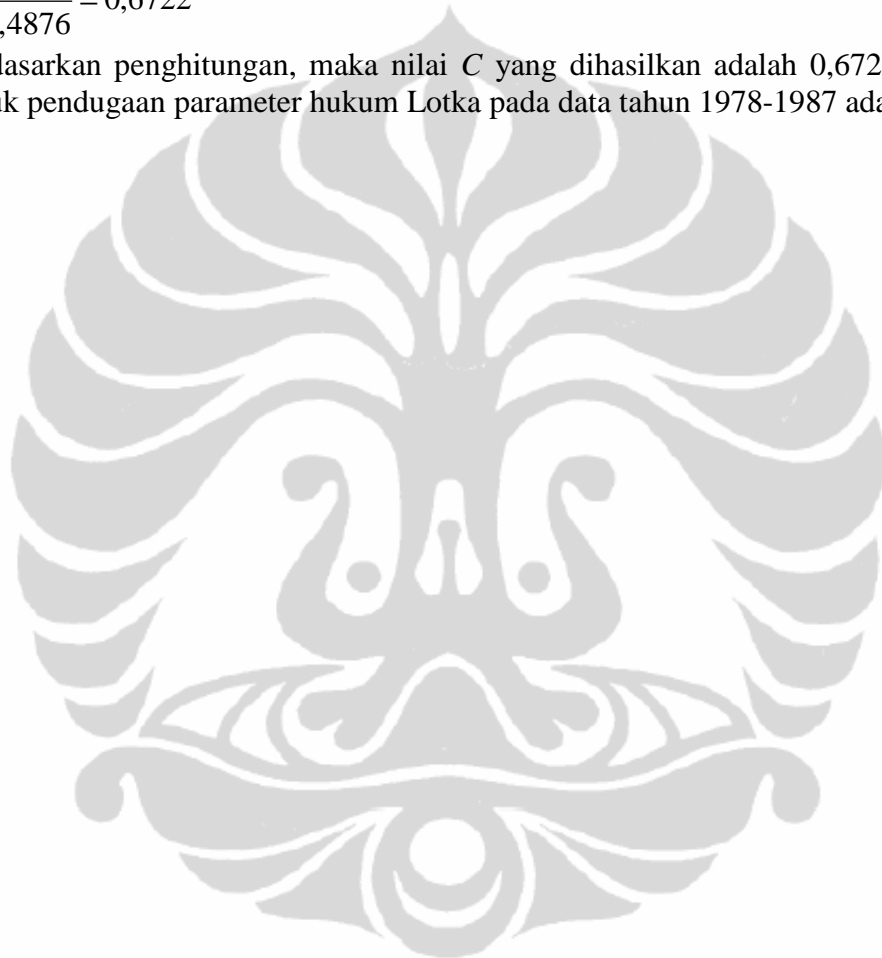 ,4876 = 0,6722
dasarkan penghitungan, maka nilai C yang dihasilkan adalah 0,672
uk pendugaan parameter hukum Lotka pada data tahun 1978-1987 ada